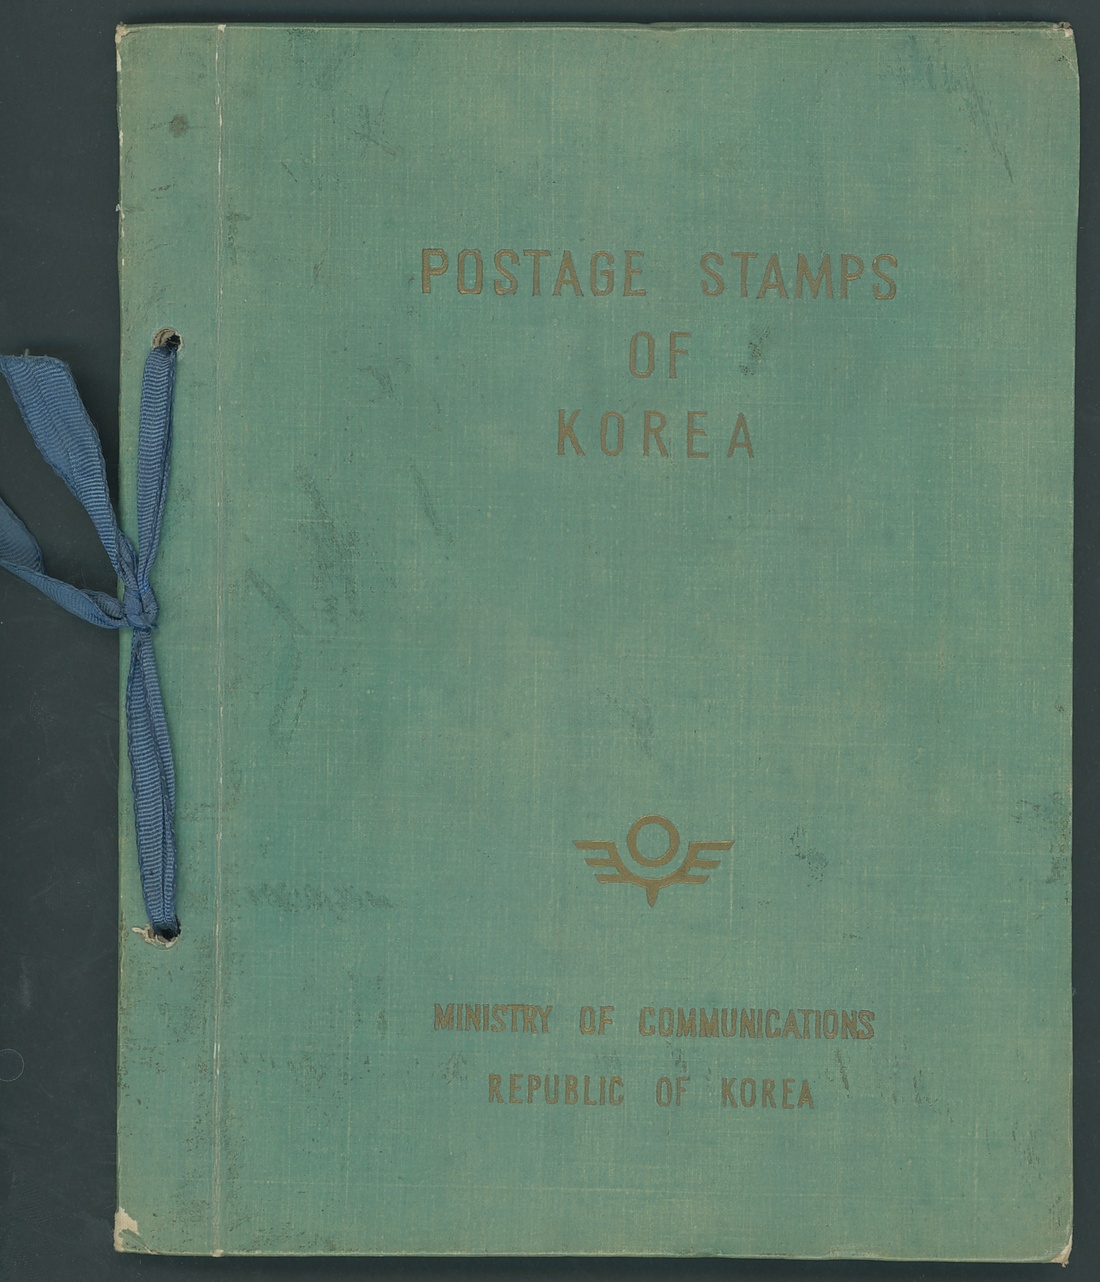 POSTAGE STAMPS
OF
KOREA
MINISTRY OF COMMUNICATIONS
REPUBLIC OF KOREA